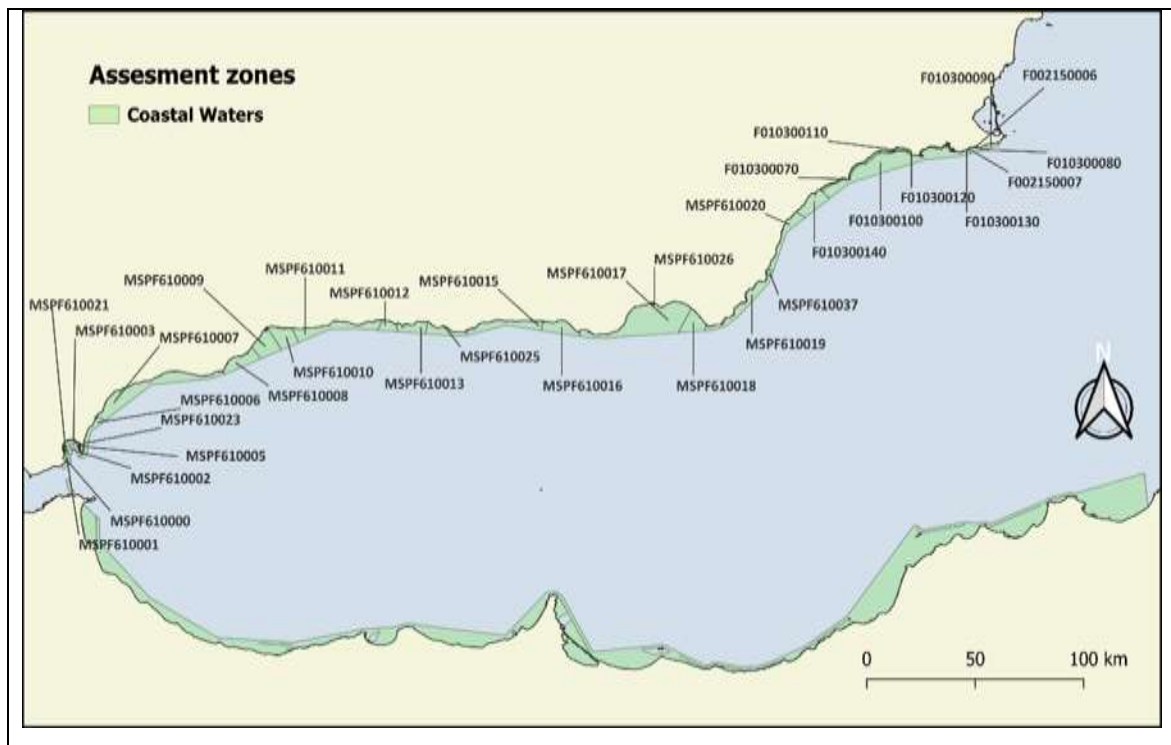 Assesment zones
Coastal Waters
F010300090
F002150006
F010300110
F010300080
F010300070
F002150007
F010300120
MSPF610020
F010300100
F010300130
F010300140
MSPF610026
MSPF610017
MSPF610011
MSPF610015
MSPF610009
MSPF610012
MSPF610021
MSPF610037
MSPF610003
MSPF610007
MSPF610019
MSPF610025
MSPF610010
MSPF610013
MSPF610016
MSPF610018
MSPF610008
MSPF610006
MSPF610023
MSPF610005
MSPF610002
MSPF610000
MSPF610001
N
0 50 100 km